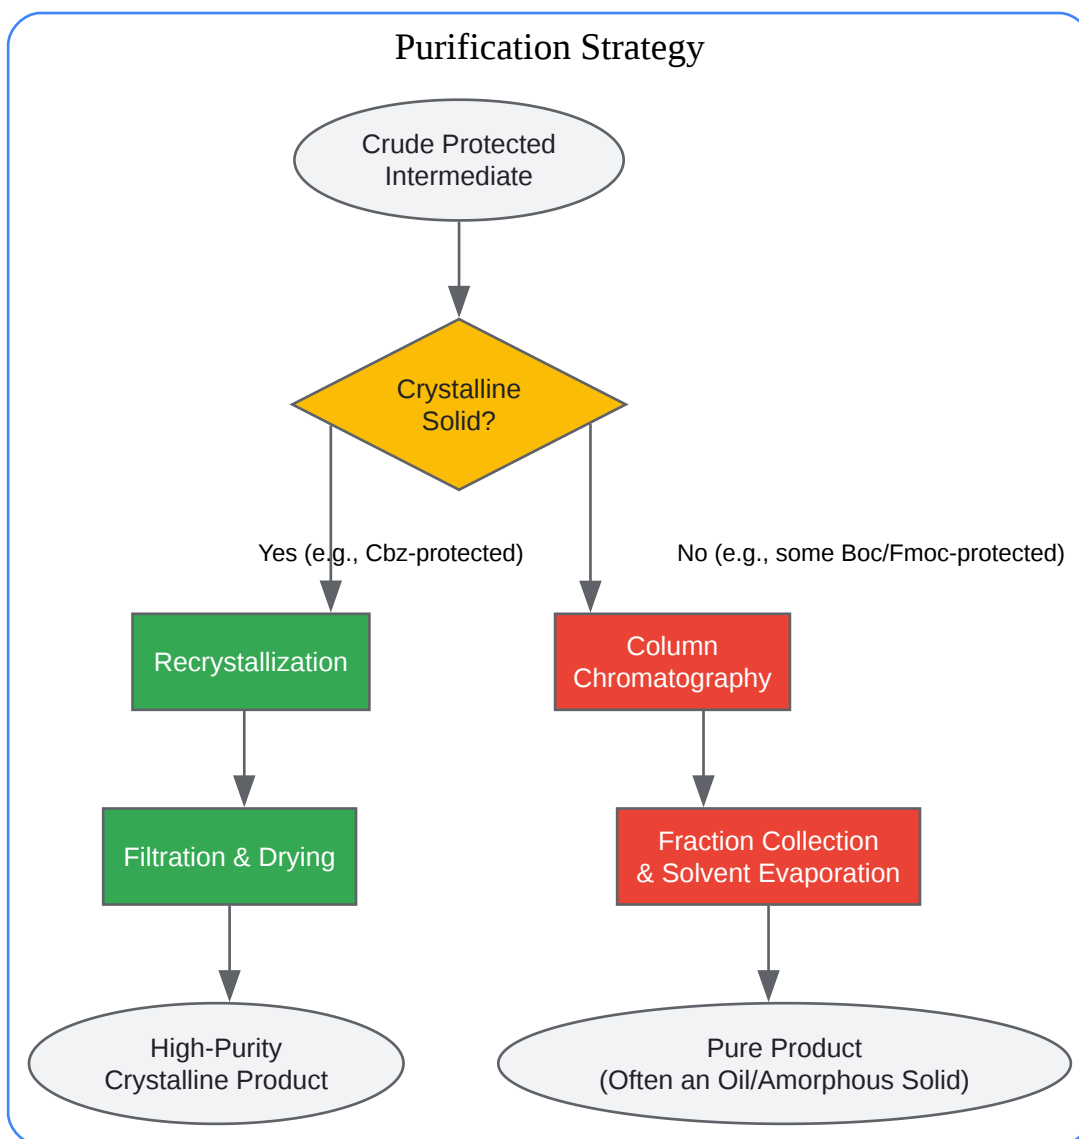 Purification Strategy
Crude Protected
Intermediate
Crystalline
Solid?
Yes (e.g., Cbz-protected)
No (e.g., some Boc/Fmoc-protected)
Recrystallization
Column
Chromatography
Filtration & Drying
Fraction Collection
& Solvent Evaporation
High-Purity
Crystalline Product
Pure Product
(Often an Oil/Amorphous Solid)